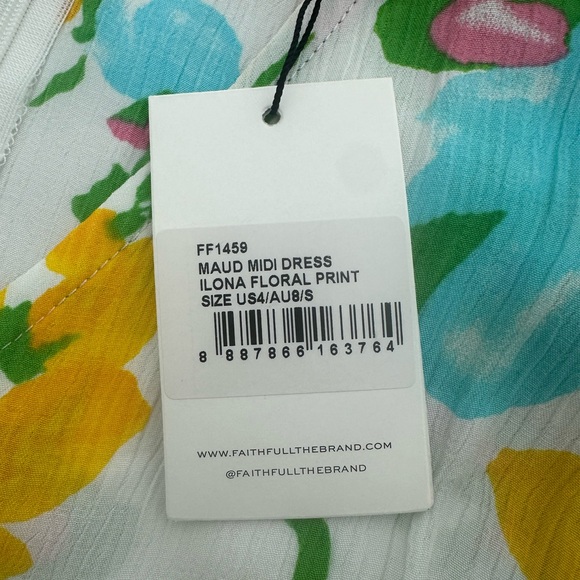 FF1459
MAUD MIDI DRESS
ILONA FLORAL PRINT
SIZE US4/AU8/S
8 887866 163764
WWW.FAITHFULLTHEBRAND.COM
@FAITHFULLTHEBRAND